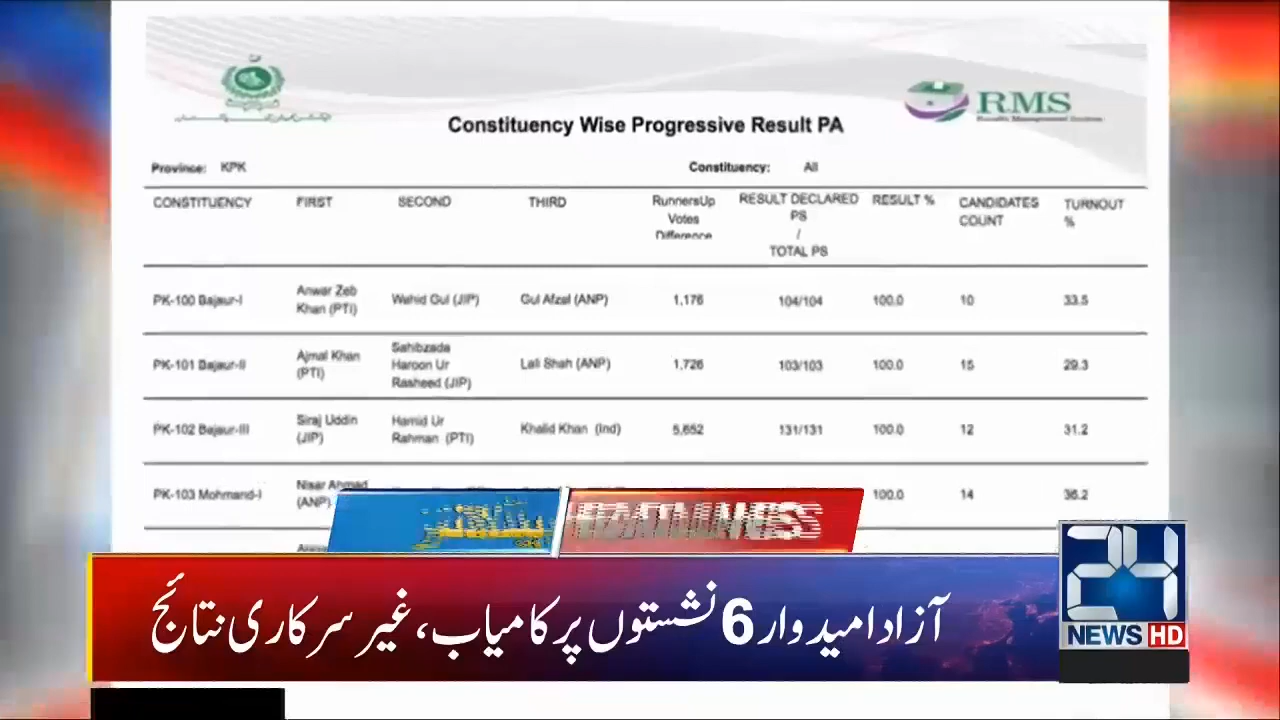 RMS
Constituency Wise Progressive Result PA
Province: KPK Constituency: All
CONSTITUENCY FIRST SECOND THIRD RunnersUp Votes Difference RESULT DECLARED PS / TOTAL PS RESULT % CANDIDATES COUNT TURNOUT %
PK-100 Bajaur-I Anwar Zeb Khan (PTI) Wahid Gul (JIP) Gul Afzal (ANP) 1,176 104/104 100.0 10 33.5
PK-101 Bajaur-II Ajmal Khan (PTI) Sahibzada Haroon Ur Rasheed (JIP) Lali Shah (ANP) 1,726 103/103 100.0 15 29.3
PK-102 Bajaur-III Siraj Uddin (JIP) Hamid Ur Rahman (PTI) Khalid Khan (Ind) 5,652 131/131 100.0 12 31.2
PK-103 Mohmand-I Nisar Ahmad (ANP) 100.0 14 36.2
آزاد امیدوار 6 نشستوں پر کامیاب، غیر سرکاری نتائج
24
NEWS HD